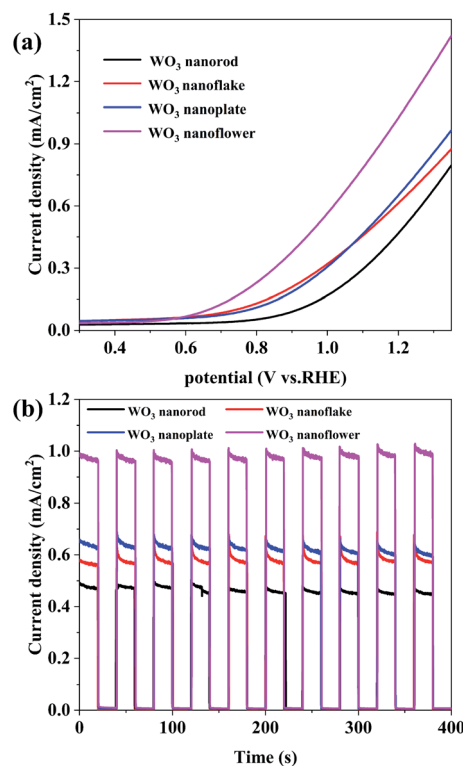 (a)
WO₃ nanorod
WO₃ nanoflake
WO₃ nanoplate
WO₃ nanoflower
Current density (mA/cm²)
1.5
1.2
0.9
0.6
0.3
0.0
0.4 0.6 0.8 1.0 1.2
potential (V vs.RHE)
(b)
WO₃ nanorod WO₃ nanoflake
WO₃ nanoplate WO₃ nanoflower
Current density (mA/cm²)
1.2
1.0
0.8
0.6
0.4
0.2
0.0
0 100 200 300 400
Time (s)